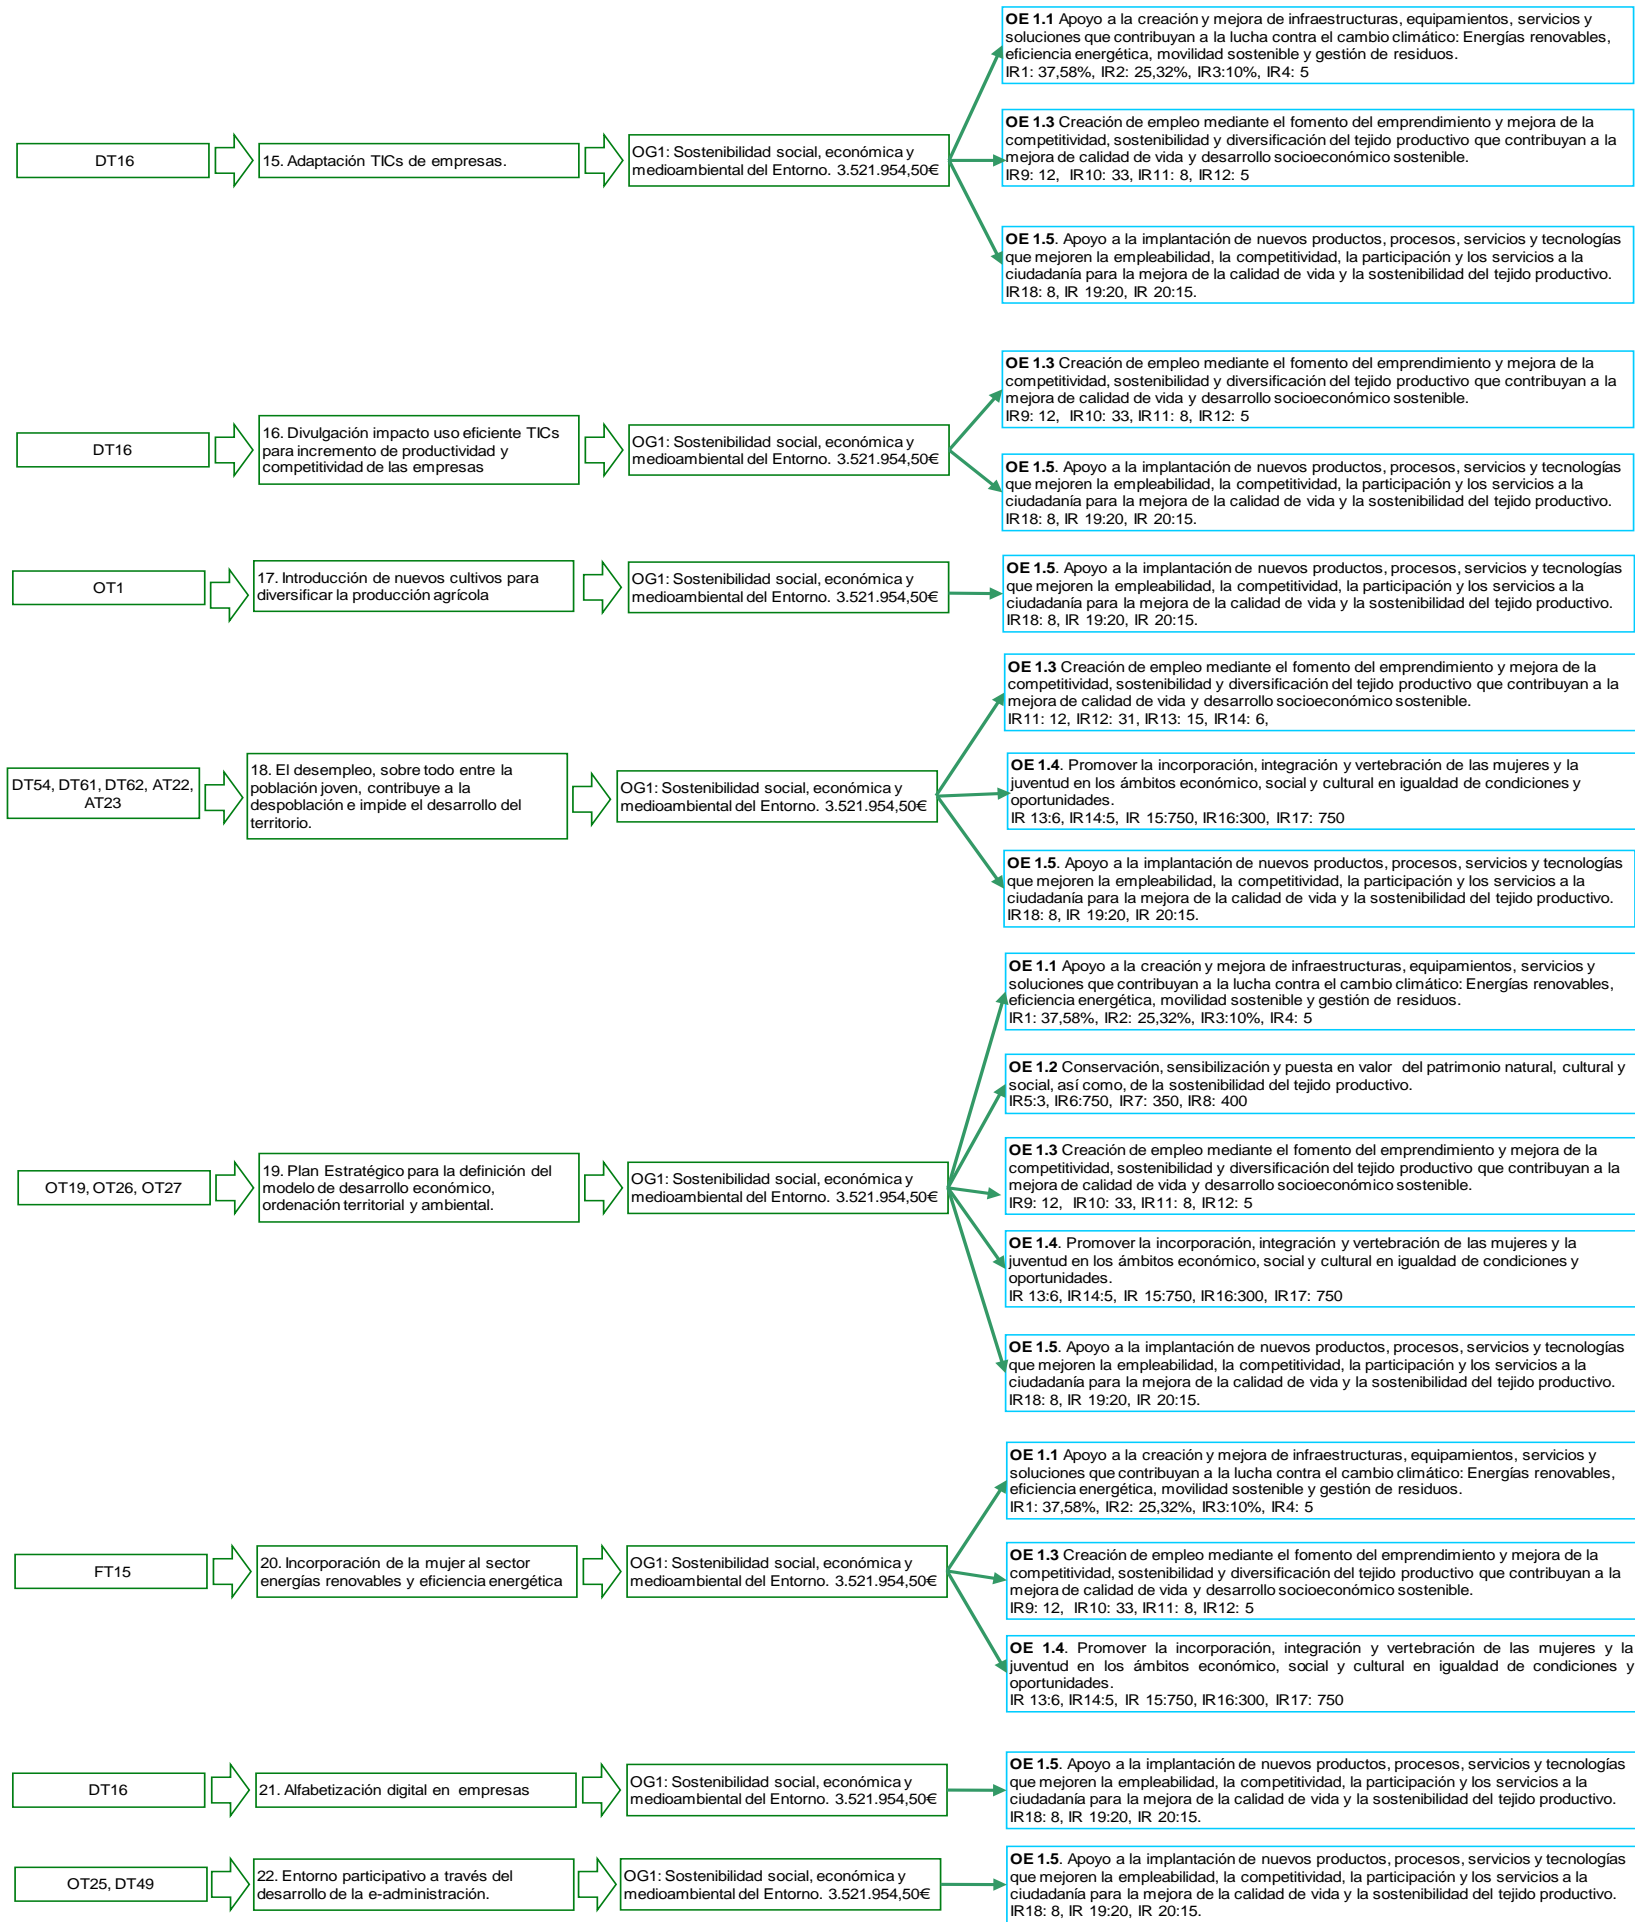 DT16
15. Adaptación TICs de empresas.
OG1: Sostenibilidad social, económica y
medioambiental del Entorno. 3.521.954,50€
OE 1.1 Apoyo a la creación y mejora de infraestructuras, equipamientos, servicios y
soluciones que contribuyan a la lucha contra el cambio climático: Energías renovables,
eficiencia energética, movilidad sostenible y gestión de residuos.
IR1: 37,58%, IR2: 25,32%, IR3:10%, IR4: 5
OE 1.3 Creación de empleo mediante el fomento del emprendimiento y mejora de la
competitividad, sostenibilidad y diversificación del tejido productivo que contribuyan a la
mejora de calidad de vida y desarrollo socioeconómico sostenible.
IR9: 12, IR10: 33, IR11: 8, IR12: 5
OE 1.5. Apoyo a la implantación de nuevos productos, procesos, servicios y tecnologías
que mejoren la empleabilidad, la competitividad, la participación y los servicios a la
ciudadanía para la mejora de la calidad de vida y la sostenibilidad del tejido productivo.
IR18: 8, IR 19:20, IR 20:15.
DT16
16. Divulgación impacto uso eficiente TICs
para incremento de productividad y
competitividad de las empresas
OG1: Sostenibilidad social, económica y
medioambiental del Entorno. 3.521.954,50€
OE 1.3 Creación de empleo mediante el fomento del emprendimiento y mejora de la
competitividad, sostenibilidad y diversificación del tejido productivo que contribuyan a la
mejora de calidad de vida y desarrollo socioeconómico sostenible.
IR9: 12, IR10: 33, IR11: 8, IR12: 5
OE 1.5. Apoyo a la implantación de nuevos productos, procesos, servicios y tecnologías
que mejoren la empleabilidad, la competitividad, la participación y los servicios a la
ciudadanía para la mejora de la calidad de vida y la sostenibilidad del tejido productivo.
IR18: 8, IR 19:20, IR 20:15.
OT1
17. Introducción de nuevos cultivos para
diversificar la producción agrícola
OG1: Sostenibilidad social, económica y
medioambiental del Entorno. 3.521.954,50€
OE 1.5. Apoyo a la implantación de nuevos productos, procesos, servicios y tecnologías
que mejoren la empleabilidad, la competitividad, la participación y los servicios a la
ciudadanía para la mejora de la calidad de vida y la sostenibilidad del tejido productivo.
IR18: 8, IR 19:20, IR 20:15.
DT54, DT61, DT62, AT22,
AT23
18. El desempleo, sobre todo entre la
población joven, contribuye a la
despoblación e impide el desarrollo del
territorio.
OG1: Sostenibilidad social, económica y
medioambiental del Entorno. 3.521.954,50€
OE 1.3 Creación de empleo mediante el fomento del emprendimiento y mejora de la
competitividad, sostenibilidad y diversificación del tejido productivo que contribuyan a la
mejora de calidad de vida y desarrollo socioeconómico sostenible.
IR11: 12, IR12: 31, IR13: 15, IR14: 6,
OE 1.4. Promover la incorporación, integración y vertebración de las mujeres y la
juventud en los ámbitos económico, social y cultural en igualdad de condiciones y
oportunidades.
IR 13:6, IR14:5, IR 15:750, IR16:300, IR17: 750
OE 1.5. Apoyo a la implantación de nuevos productos, procesos, servicios y tecnologías
que mejoren la empleabilidad, la competitividad, la participación y los servicios a la
ciudadanía para la mejora de la calidad de vida y la sostenibilidad del tejido productivo.
IR18: 8, IR 19:20, IR 20:15.
OT19, OT26, OT27
19. Plan Estratégico para la definición del
modelo de desarrollo económico,
ordenación territorial y ambiental.
OG1: Sostenibilidad social, económica y
medioambiental del Entorno. 3.521.954,50€
OE 1.1 Apoyo a la creación y mejora de infraestructuras, equipamientos, servicios y
soluciones que contribuyan a la lucha contra el cambio climático: Energías renovables,
eficiencia energética, movilidad sostenible y gestión de residuos.
IR1: 37,58%, IR2: 25,32%, IR3:10%, IR4: 5
OE 1.2 Conservación, sensibilización y puesta en valor del patrimonio natural, cultural y
social, así como, de la sostenibilidad del tejido productivo.
IR5:3, IR6:750, IR7: 350, IR8: 400
OE 1.3 Creación de empleo mediante el fomento del emprendimiento y mejora de la
competitividad, sostenibilidad y diversificación del tejido productivo que contribuyan a la
mejora de calidad de vida y desarrollo socioeconómico sostenible.
IR9: 12, IR10: 33, IR11: 8, IR12: 5
OE 1.4. Promover la incorporación, integración y vertebración de las mujeres y la
juventud en los ámbitos económico, social y cultural en igualdad de condiciones y
oportunidades.
IR 13:6, IR14:5, IR 15:750, IR16:300, IR17: 750
OE 1.5. Apoyo a la implantación de nuevos productos, procesos, servicios y tecnologías
que mejoren la empleabilidad, la competitividad, la participación y los servicios a la
ciudadanía para la mejora de la calidad de vida y la sostenibilidad del tejido productivo.
IR18: 8, IR 19:20, IR 20:15.
FT15
20. Incorporación de la mujer al sector
energías renovables y eficiencia energética
OG1: Sostenibilidad social, económica y
medioambiental del Entorno. 3.521.954,50€
OE 1.1 Apoyo a la creación y mejora de infraestructuras, equipamientos, servicios y
soluciones que contribuyan a la lucha contra el cambio climático: Energías renovables,
eficiencia energética, movilidad sostenible y gestión de residuos.
IR1: 37,58%, IR2: 25,32%, IR3:10%, IR4: 5
OE 1.3 Creación de empleo mediante el fomento del emprendimiento y mejora de la
competitividad, sostenibilidad y diversificación del tejido productivo que contribuyan a la
mejora de calidad de vida y desarrollo socioeconómico sostenible.
IR9: 12, IR10: 33, IR11: 8, IR12: 5
OE 1.4. Promover la incorporación, integración y vertebración de las mujeres y la
juventud en los ámbitos económico, social y cultural en igualdad de condiciones y
oportunidades.
IR 13:6, IR14:5, IR 15:750, IR16:300, IR17: 750
DT16
21. Alfabetización digital en empresas
OG1: Sostenibilidad social, económica y
medioambiental del Entorno. 3.521.954,50€
OE 1.5. Apoyo a la implantación de nuevos productos, procesos, servicios y tecnologías
que mejoren la empleabilidad, la competitividad, la participación y los servicios a la
ciudadanía para la mejora de la calidad de vida y la sostenibilidad del tejido productivo.
IR18: 8, IR 19:20, IR 20:15.
OT25, DT49
22. Entorno participativo a través del
desarrollo de la e-administración.
OG1: Sostenibilidad social, económica y
medioambiental del Entorno. 3.521.954,50€
OE 1.5. Apoyo a la implantación de nuevos productos, procesos, servicios y tecnologías
que mejoren la empleabilidad, la competitividad, la participación y los servicios a la
ciudadanía para la mejora de la calidad de vida y la sostenibilidad del tejido productivo.
IR18: 8, IR 19:20, IR 20:15.